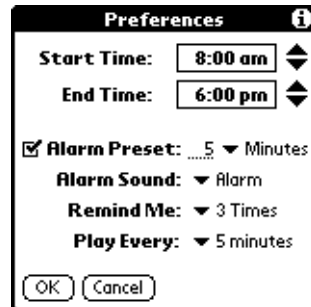 Preferences i
Start Time: 8:00 am
End Time: 6:00 pm
Alarm Preset: 5 Minutes
Alarm Sound: Alarm
Remind Me: 3 Times
Play Every: 5 minutes
OK Cancel